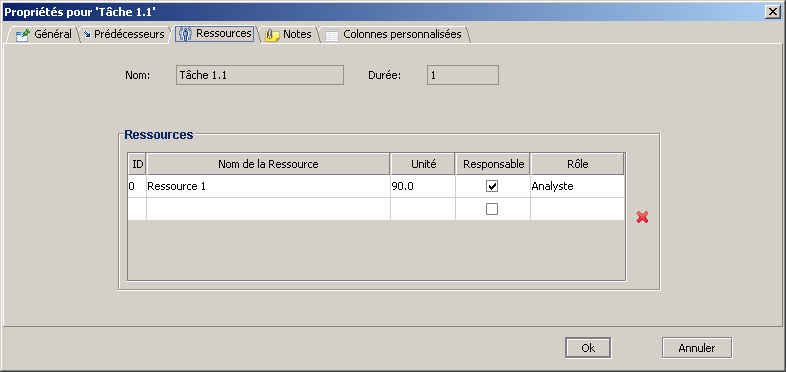 Propriétés pour 'Tâche 1.1'
Général Prédécesseurs Ressources Notes Colonnes personnalisées
Nom: Tâche 1.1 Durée: 1
Ressources
ID Nom de la Ressource Unité Responsable Rôle
0 Ressource 1 90.0 Analyste
Ok Annuler